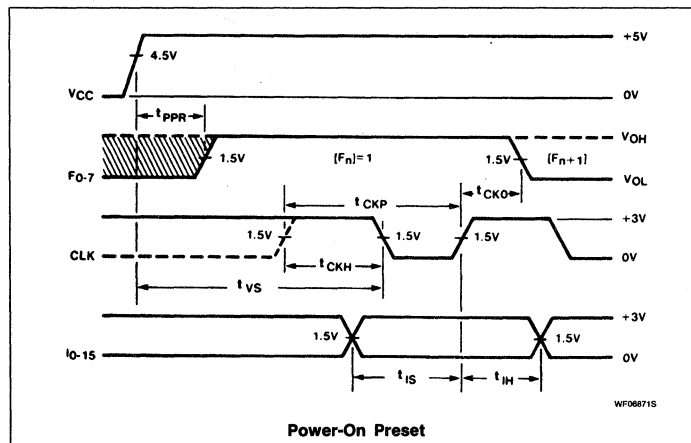 +5V
4.5V
VCC
0V
tPPR
VOH
1.5V
[Fn]=1
1.5V
[Fn+1]
F0-7
tCKO
VOL
tCKP
+3V
1.5V
1.5V
1.5V
CLK
tCKH
0V
tVS
+3V
1.5V
1.5V
I0-15
0V
tIS
tIH
WF06871S
Power-On Preset